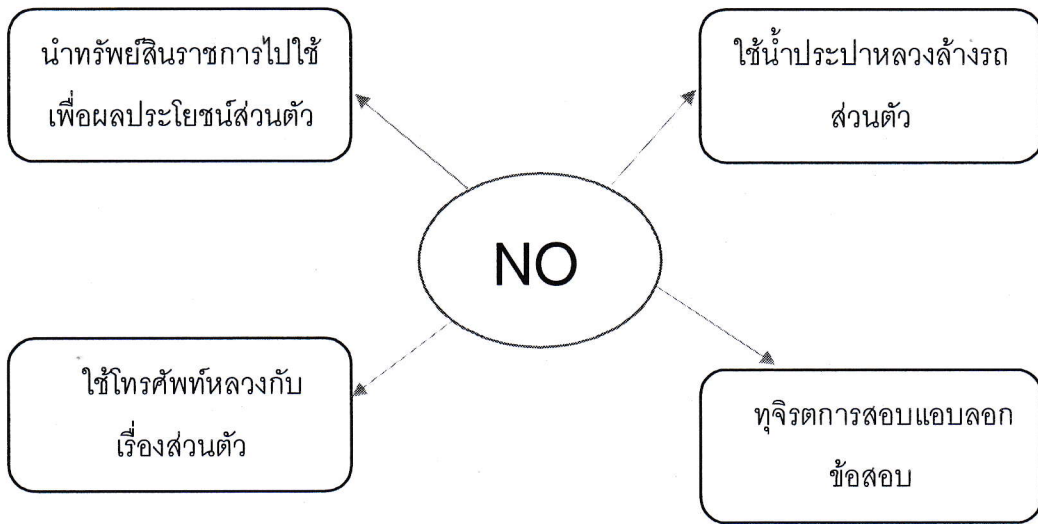 นำทรัพย์สินราชการไปใช้
เพื่อผลประโยชน์ส่วนตัว
ใช้น้ำประปาหลวงล้างรถ
ส่วนตัว
NO
ใช้โทรศัพท์หลวงกับ
เรื่องส่วนตัว
ทุจิรตการสอบแอบลอก
ข้อสอบ